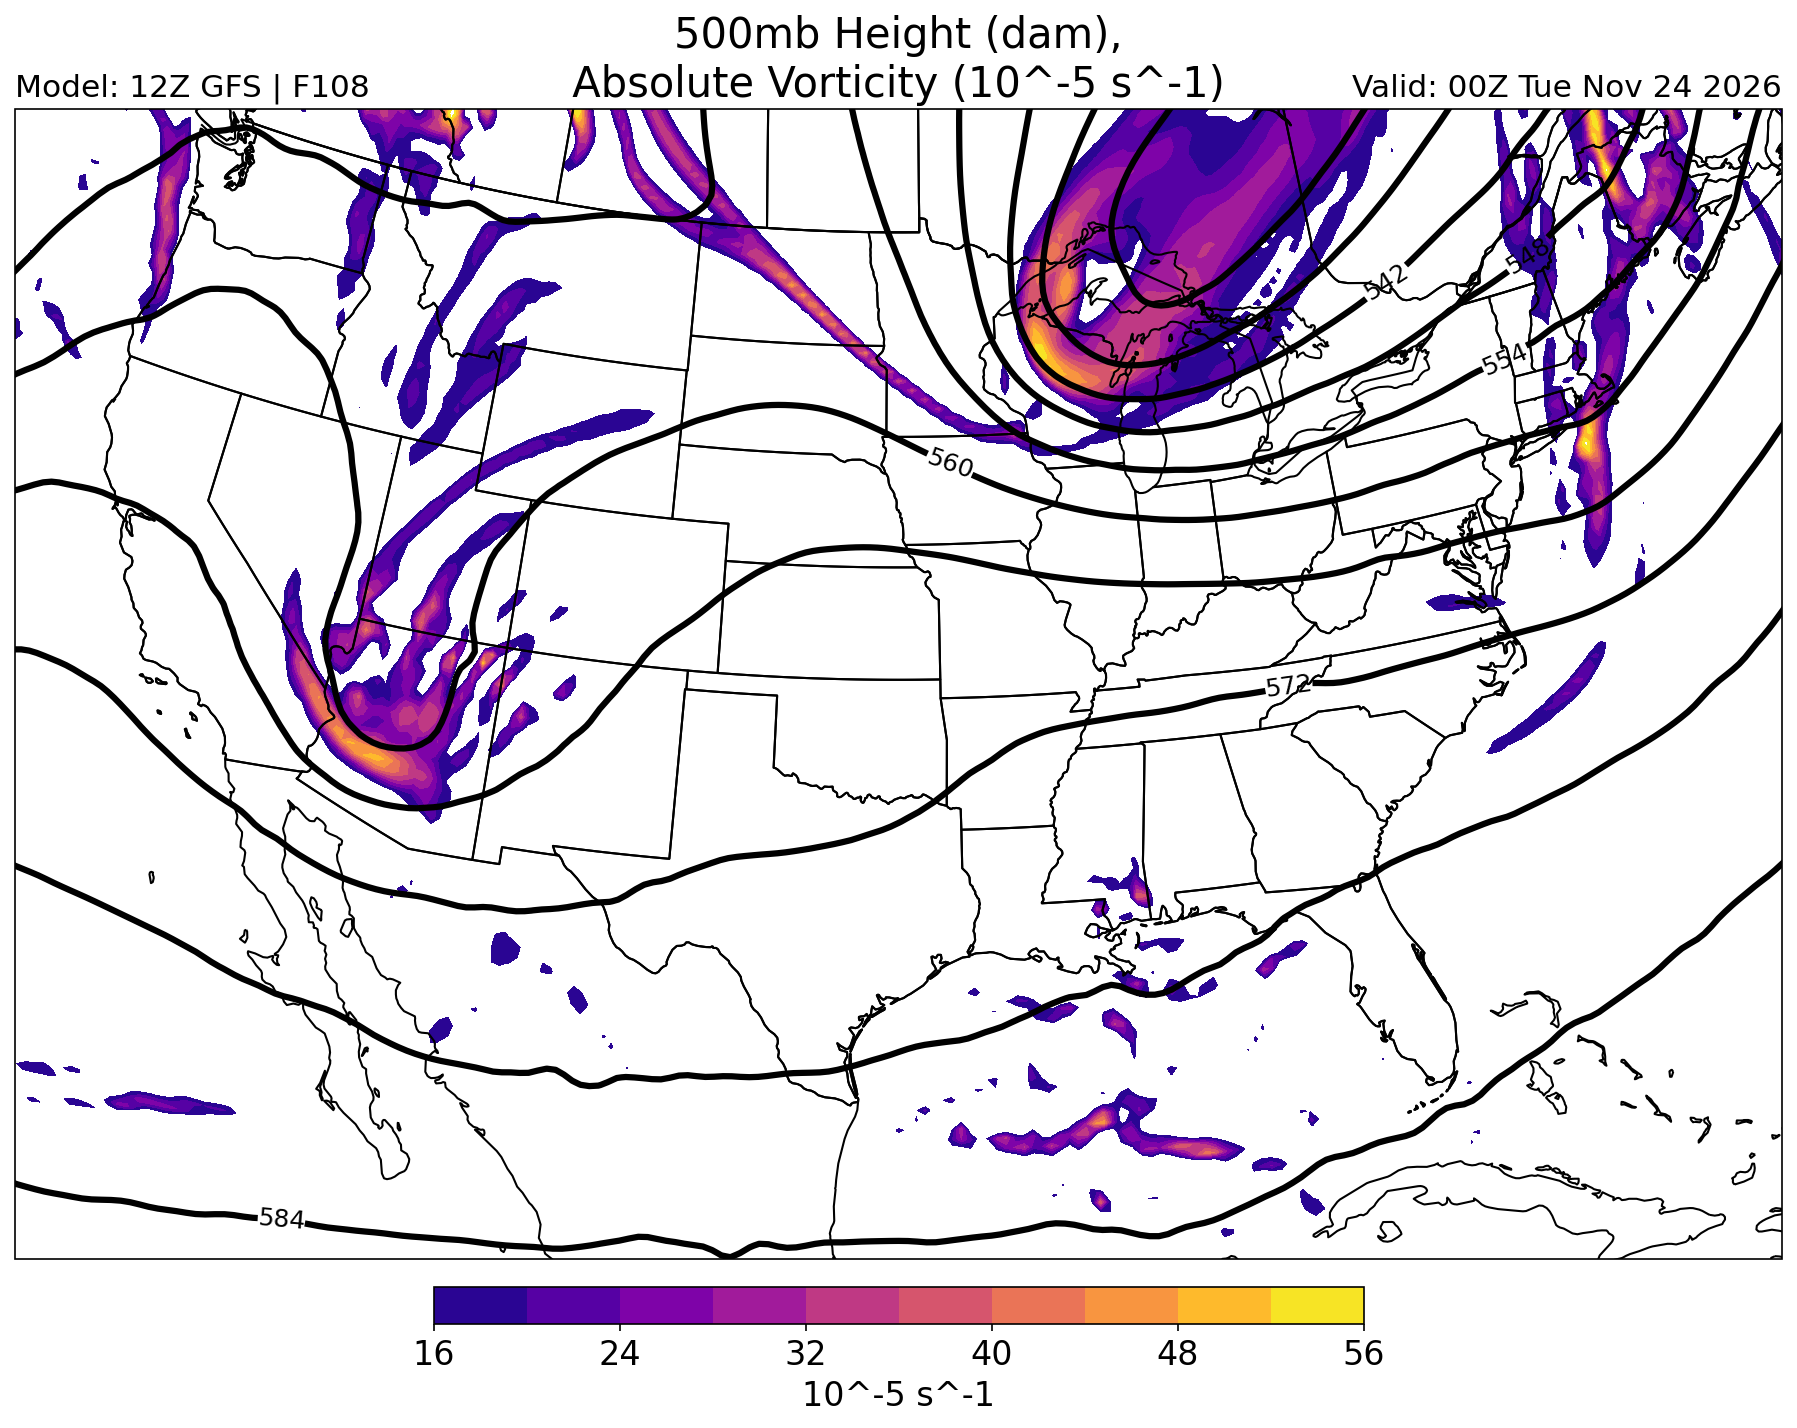 500mb Height (dam),
Model: 12Z GFS | F108
Absolute Vorticity (10^-5 s^-1)
Valid: 00Z Tue Nov 24 2026
542
548
554
560
572
584
16 24 32 40 48 56
10^-5 s^-1